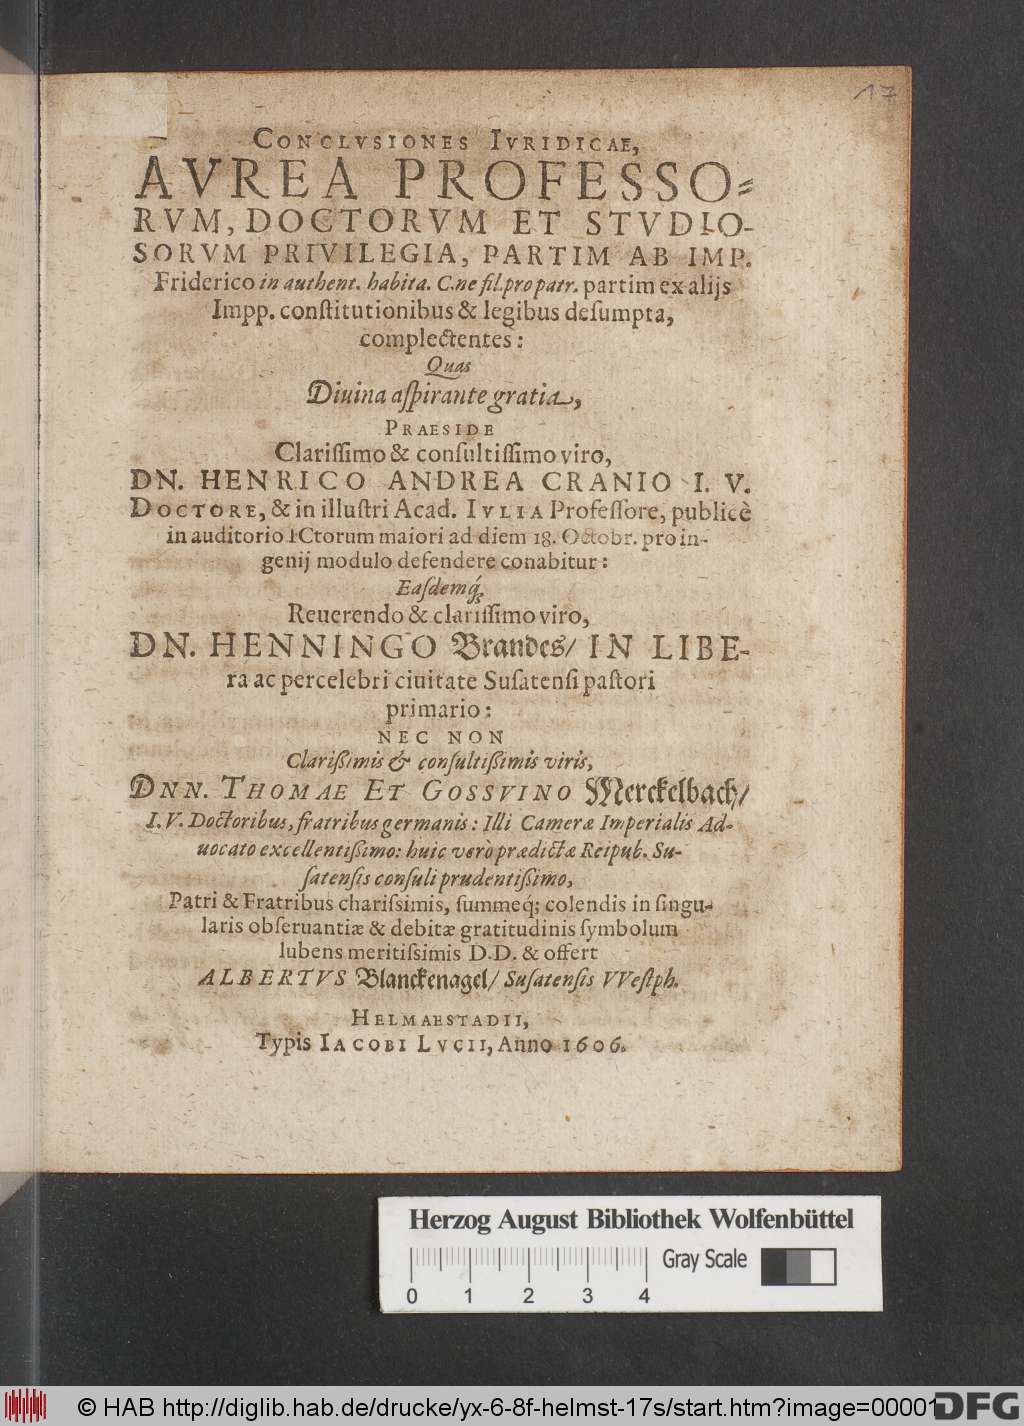 17
CONCLVSIONES IVRIDICAE,
AVREA PROFESSO-
RVM, DOCTORVM ET STVDIO-
SORVM PRIVILEGIA, PARTIM AB IMP.
Friderico in authent. habita. C. ne fil. pro patr. partim ex alijs
Impp. conſtitutionibus & legibus deſumpta,
complectentes:
Quas
Diuina aſpirante gratia,
PRAESIDE
Clariſſimo & conſultiſſimo viro,
DN. HENRICO ANDREA CRANIO I. V.
DOCTORE, & in illuſtri Acad. IVLIA Profeſſore, publicè
in auditorio ICtorum maiori ad diem 18. Octobr. pro in-
genij modulo defendere conabitur:
Eaſdemq́;
Reuerendo & clariſſimo viro,
DN. HENNINGO Brandes/ IN LIBE-
ra ac percelebri ciuitate Suſatenſi paſtori
primario:
NEC NON
Clariſsimis & conſultiſsimis viris,
DNN. THOMAE ET GOSSVINO Merckelbach/
I. V. Doctoribus, fratribus germanis: Illi Cameræ Imperialis Ad-
uocato excellentiſsimo: huic verò prædictæ Reipub. Su-
ſatenſis conſuli prudentiſsimo,
Patri & Fratribus chariſsimis, ſummeq́; colendis in ſingu-
laris obſeruantiæ & debitæ gratitudinis ſymbolum
lubens meritiſsimis D.D. & offert
ALBERTVS Blanckenagel/ Suſatenſis VVeſtph.
HELMAESTADII,
Typis IACOBI LVCII, Anno 1606.
Herzog August Bibliothek Wolfenbüttel
Gray Scale
0 1 2 3 4
© HAB http://diglib.hab.de/drucke/yx-6-8f-helmst-17s/start.htm?image=00001
DFG